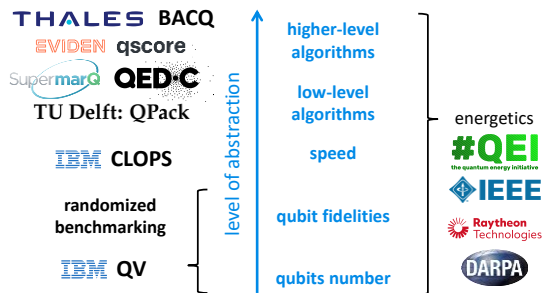 THALES BACQ
EVIDEN qscore
SupermarQ QED·C
TU Delft: QPack
IBM CLOPS
randomized
benchmarking
IBM QV
level of abstraction
higher-level
algorithms
low-level
algorithms
speed
qubit fidelities
qubits number
energetics
#QEI
the quantum energy initiative
IEEE
Raytheon
Technologies
DARPA